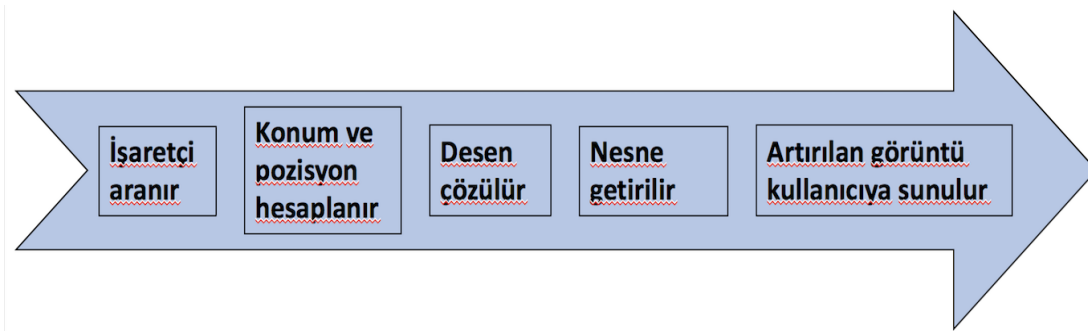 İşaretçi
aranır
Konum ve
pozisyon
hesaplanır
Desen
çözülür
Nesne
getirilir
Artırılan görüntü
kullanıcıya sunulur